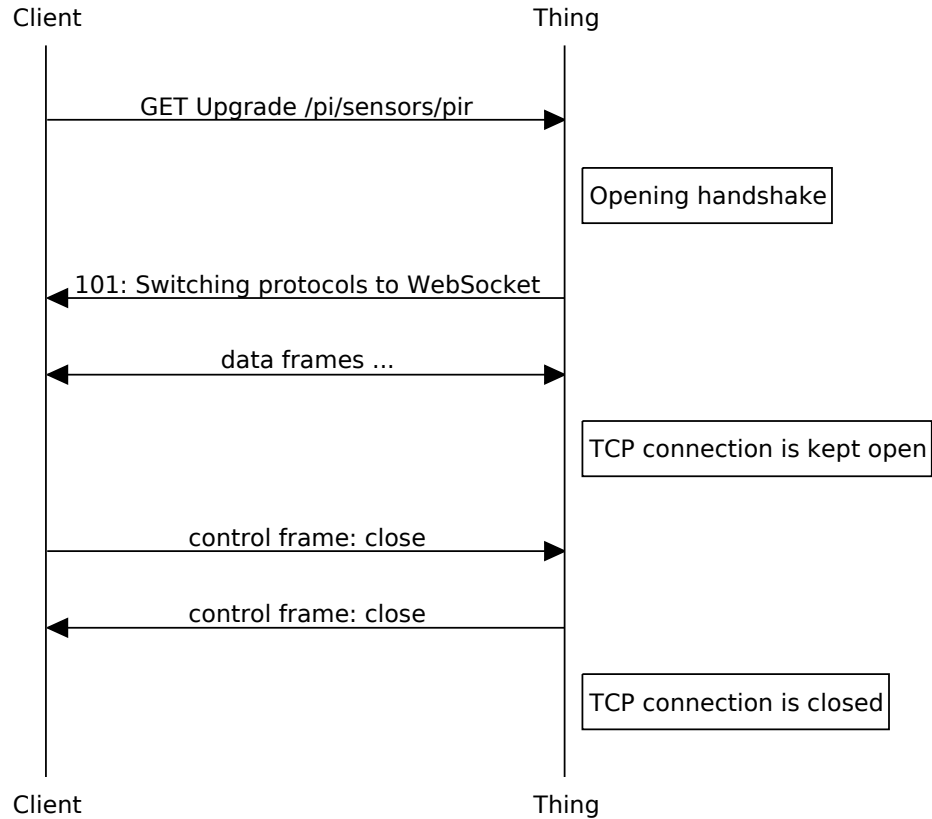 Client
Thing
GET Upgrade /pi/sensors/pir
Opening handshake
101: Switching protocols to WebSocket
data frames ...
TCP connection is kept open
control frame: close
control frame: close
TCP connection is closed
Client
Thing